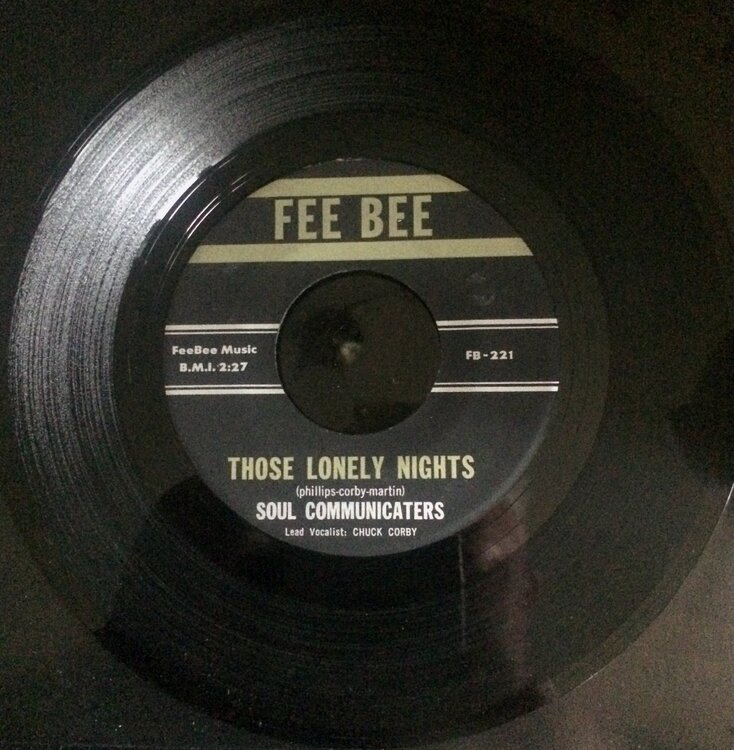 FEE BEE
FeeBee Music
B.M.I. 2:27
FB-221
THOSE LONELY NIGHTS
(phillips-corby-martin)
SOUL COMMUNICATERS
Lead Vocalist: CHUCK CORBY